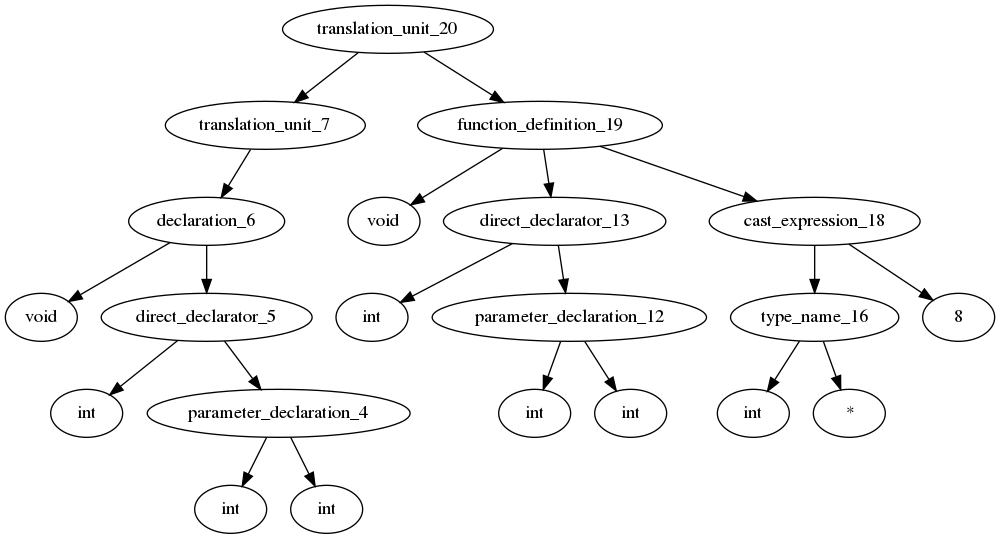 translation_unit_20
translation_unit_7
function_definition_19
declaration_6
void
direct_declarator_13
cast_expression_18
void
direct_declarator_5
int
parameter_declaration_12
type_name_16
8
int
parameter_declaration_4
int
int
int
*
int
int